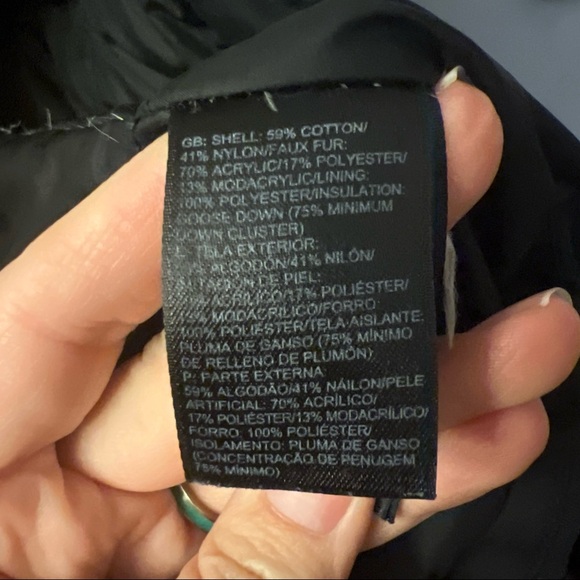 GB: SHELL: 59% COTTON/
41% NYLON/FAUX FUR:
70% ACRYLIC/17% POLYESTER/
13% MODACRYLIC/LINING:
100% POLYESTER/INSULATION:
GOOSE DOWN (75% MINIMUM
DOWN CLUSTER)
TELA EXTERIOR:
ALGODÓN/41% NILÓN/
DE PIEL:
ACRÍLICO/17% POLIÉSTER/
MODACRÍLICO/FORRO:
100% POLIÉSTER/TELA AISLANTE:
PLUMA DE GANSO (75% MÍNIMO
DE RELLENO DE PLUMÓN)
P: PARTE EXTERNA:
59% ALGODÃO/41% NÁILON/PELE
ARTIFICIAL: 70% ACRÍLICO/
17% POLIÉSTER/13% MODACRÍLICO/
FORRO: 100% POLIÉSTER/
ISOLAMENTO: PLUMA DE GANSO
(CONCENTRAÇÃO DE PENUGEM
75% MÍNIMO)